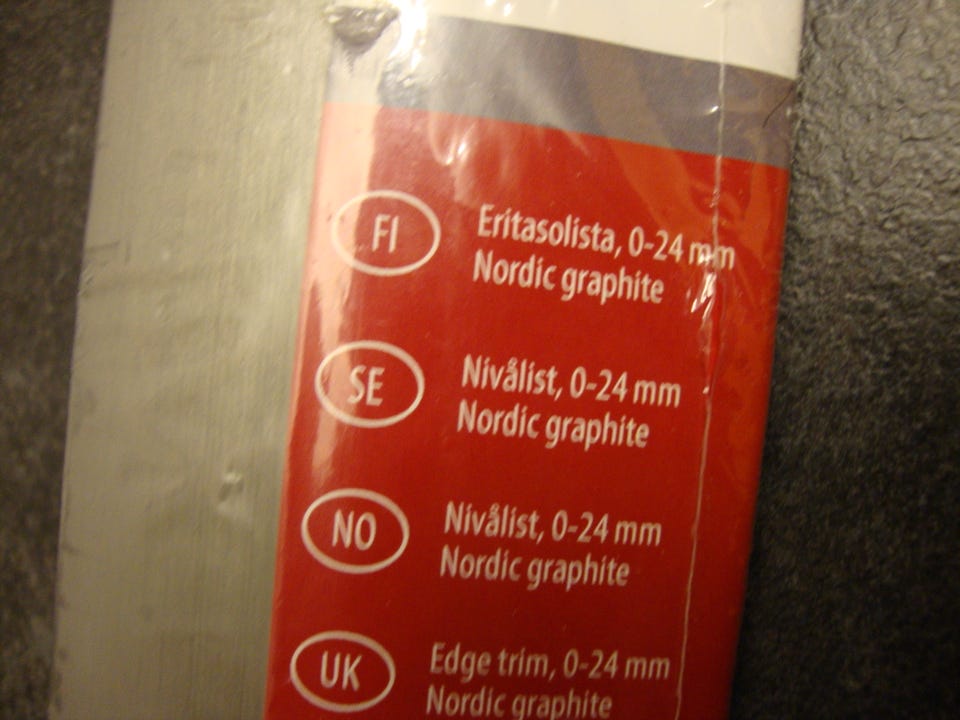 FI
Eritasolista, 0-24 mm
Nordic graphite
SE
Nivålist, 0-24 mm
Nordic graphite
NO
Nivålist, 0-24 mm
Nordic graphite
UK
Edge trim, 0-24 mm
Nordic graphite